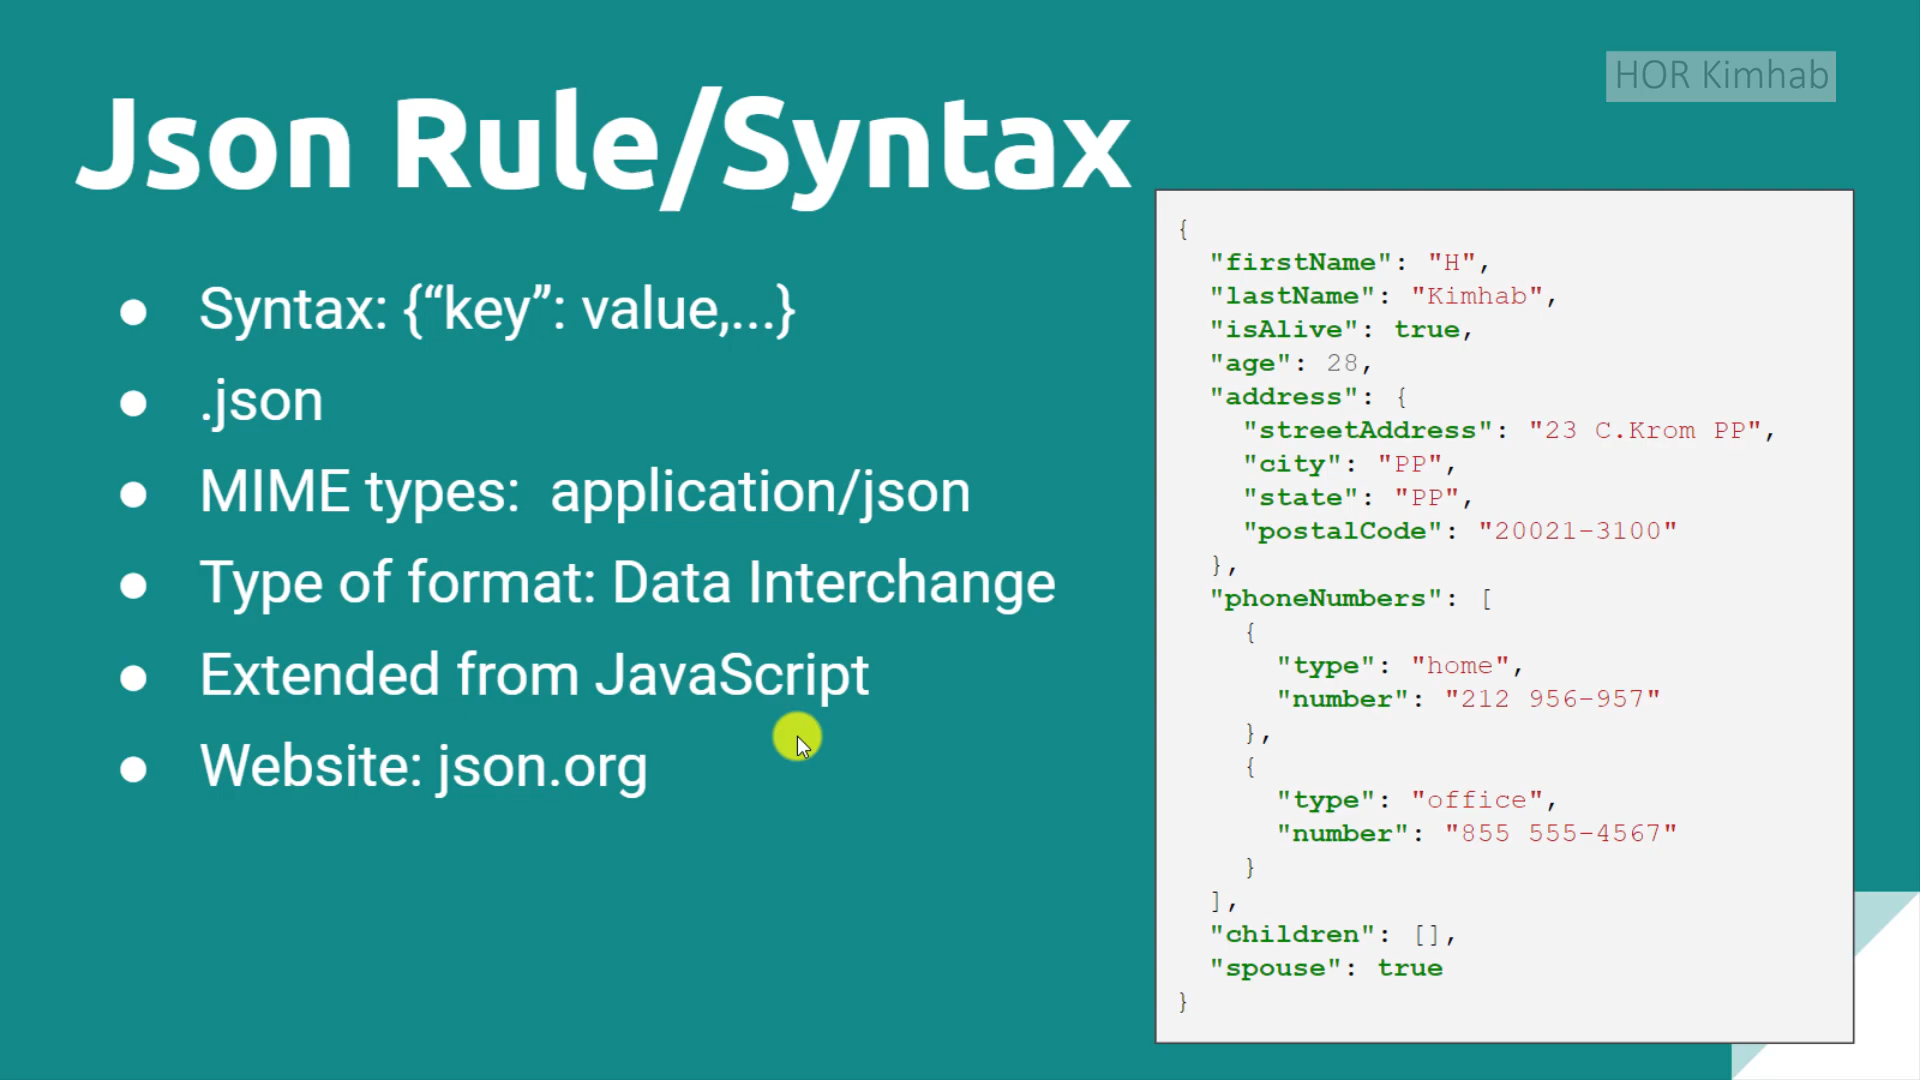 HOR Kimhab
Json Rule/Syntax
● Syntax: {“key”: value,...}
● .json
● MIME types:  application/json
● Type of format: Data Interchange
● Extended from JavaScript
● Website: json.org
{
  "firstName": "H",
  "lastName": "Kimhab",
  "isAlive": true,
  "age": 28,
  "address": {
    "streetAddress": "23 C.Krom PP",
    "city": "PP",
    "state": "PP",
    "postalCode": "20021-3100"
  },
  "phoneNumbers": [
    {
      "type": "home",
      "number": "212 956-957"
    },
    {
      "type": "office",
      "number": "855 555-4567"
    }
  ],
  "children": [],
  "spouse": true
}